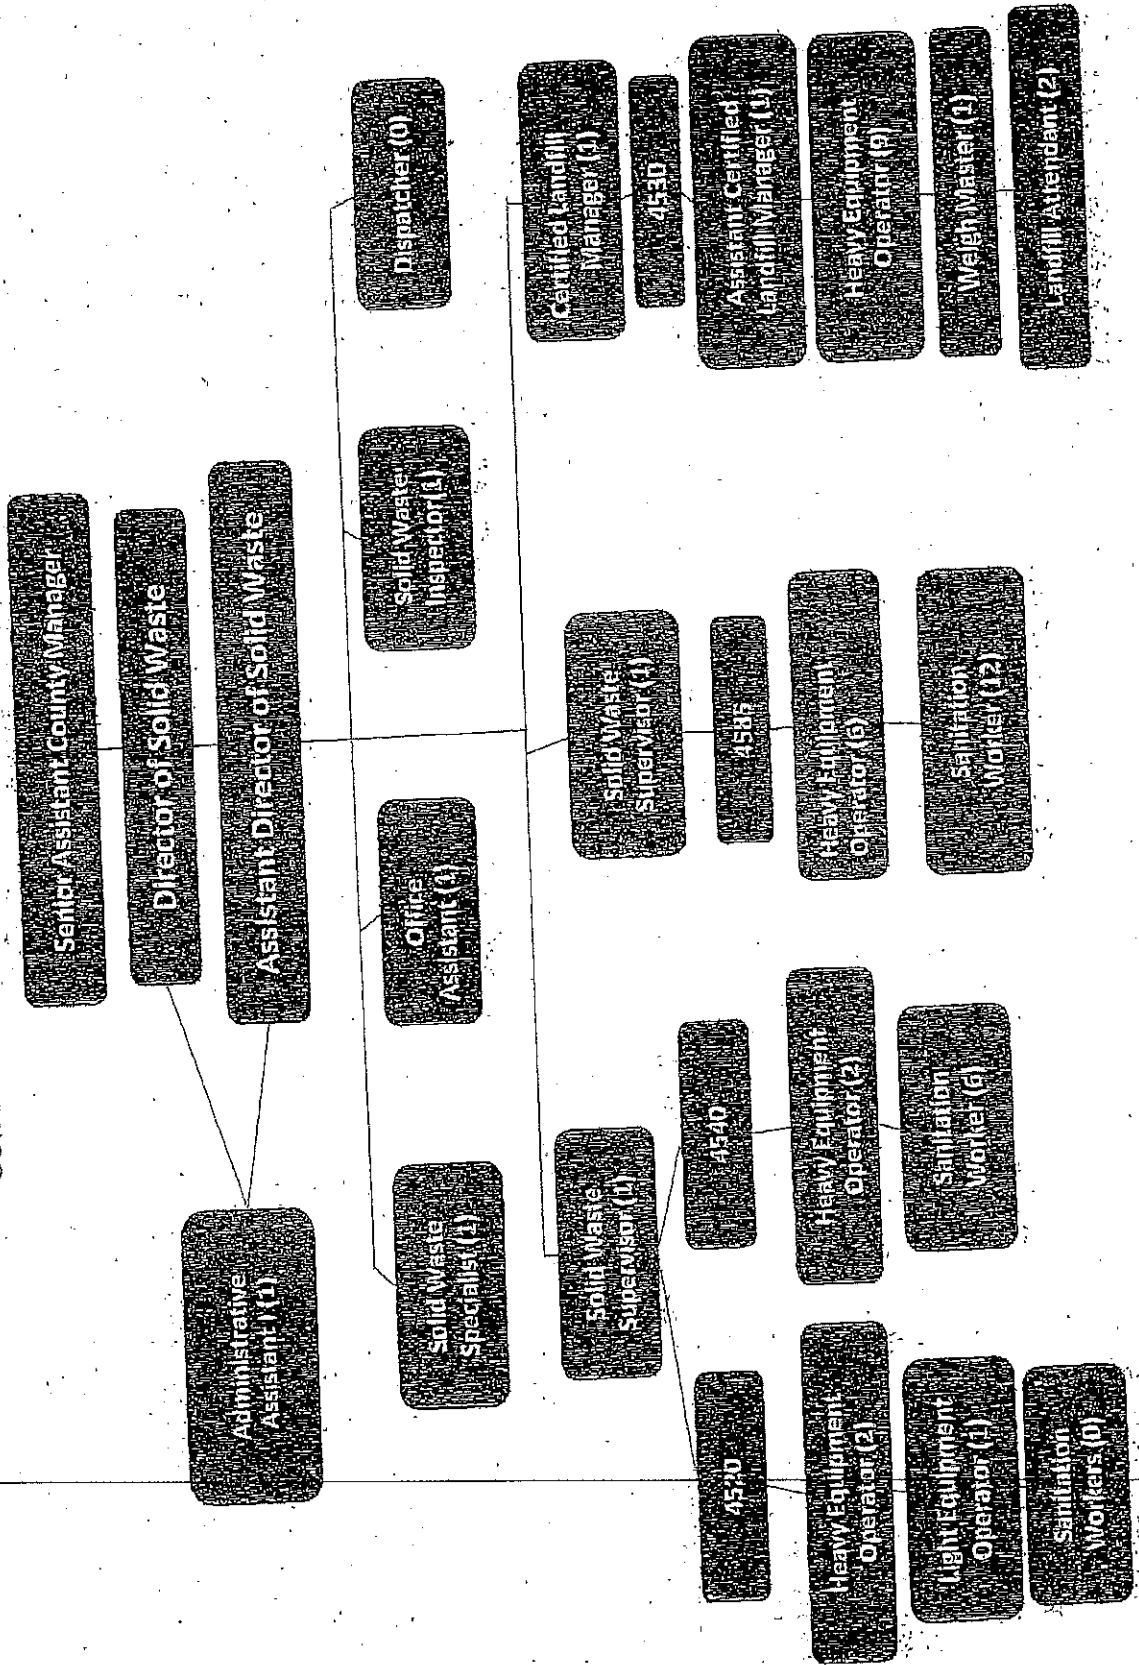 Senior Assistant County Manager
Director of Solid Waste
Assistant Director of Solid Waste
Administrative
Assistant I (1)
Solid Waste
Specialist (1)
Office
Assistant (1)
Solid Waste
Inspector(1)
Dispatcher (0)
Solid Waste
Supervisor (1)
4520
Heavy Equipment
Operator (2)
Light Equipment
Operator (1)
Sanitation
Workers (0)
4540
Heavy Equipment
Operator (2)
Sanitation
Worker (6)
Solid Waste
Supervisor (1)
4585
Heavy Equipment
Operator (6)
Sanitation
Worker (12)
Certified Landfill
Manager (1)
4530
Assistant Certified
Landfill Manager (1)
Heavy Equipment
Operator (9)
Weigh Master (1)
Landfill Attendant (2)